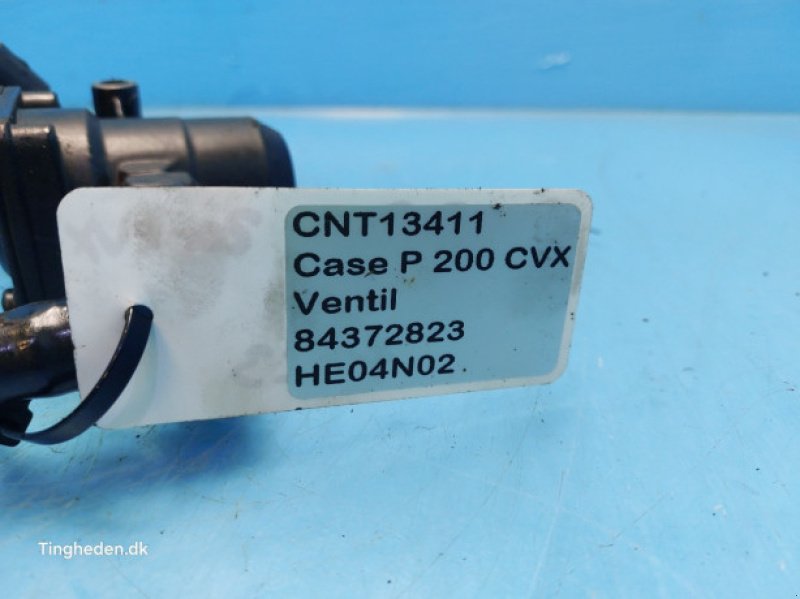 CNT13411
Case P 200 CVX
Ventil
84372823
HE04N02
Tingheden.dk